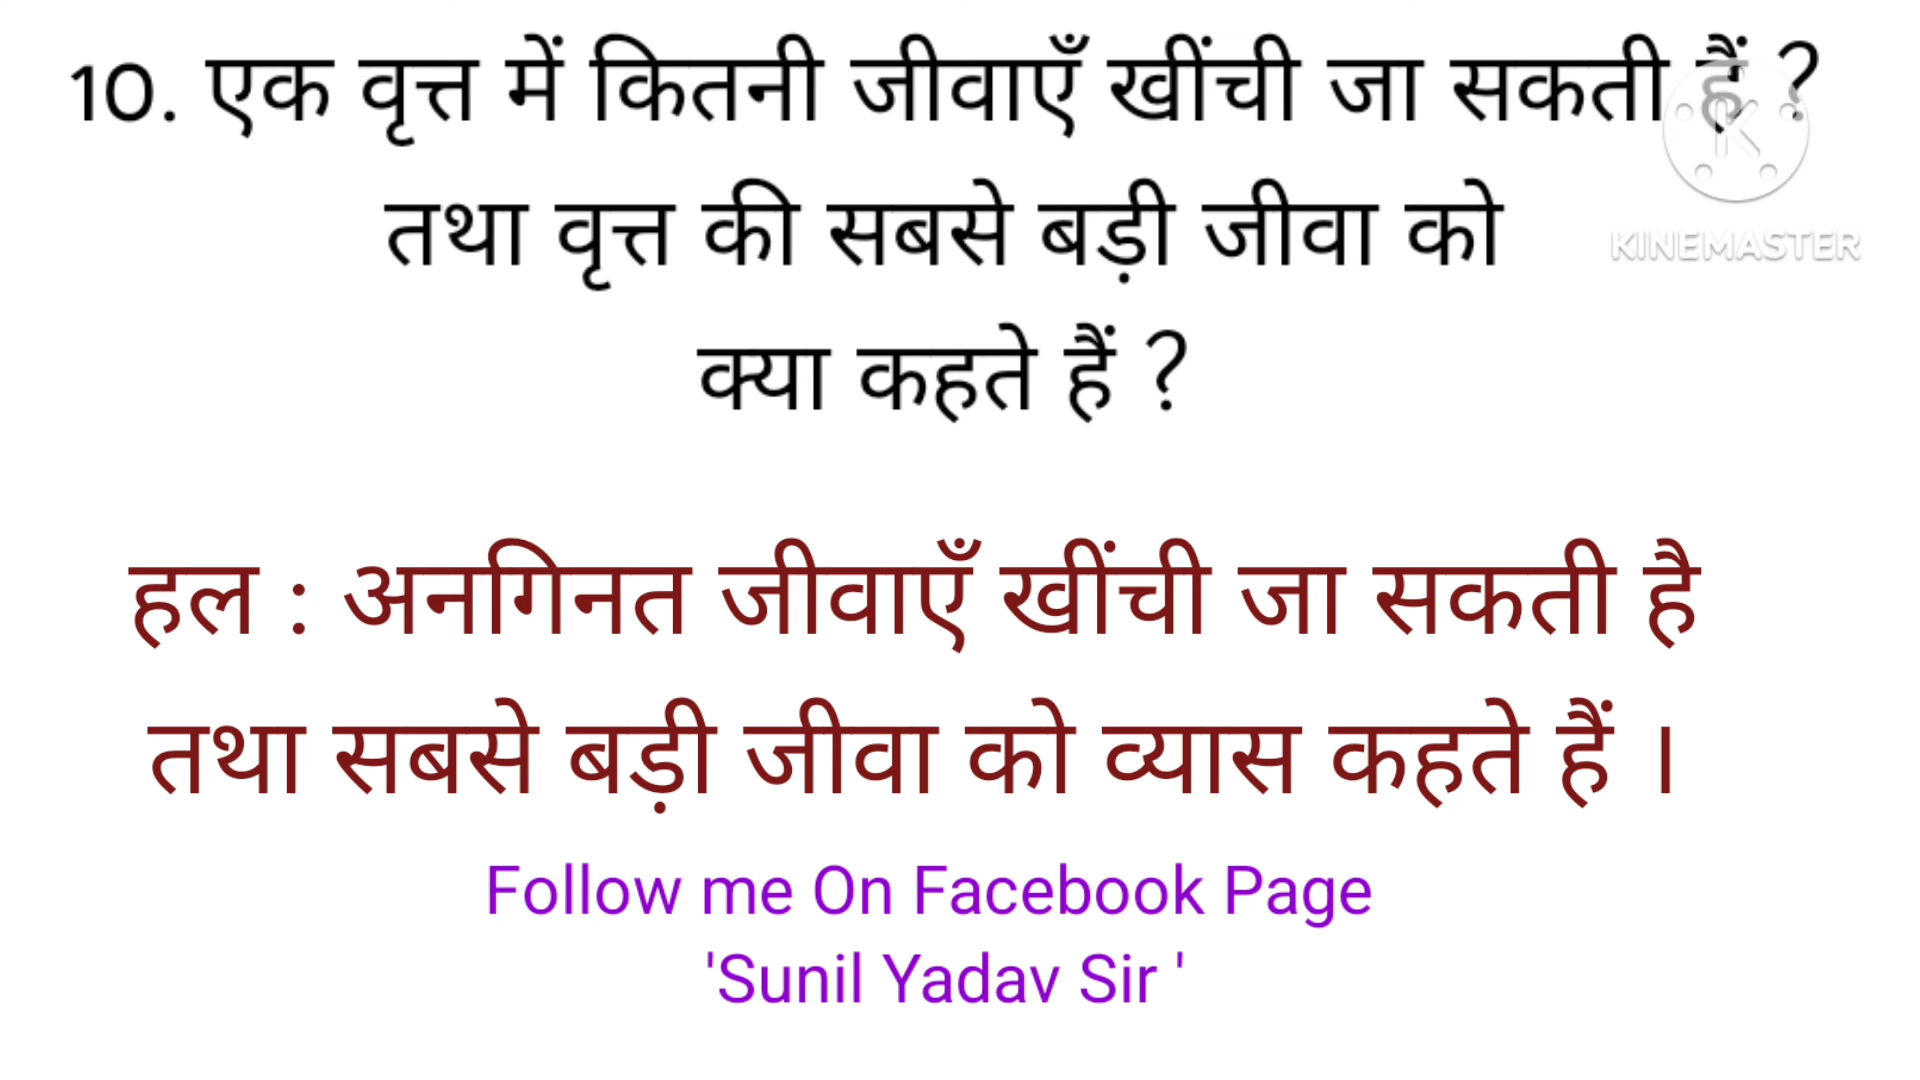 10. एक वृत्त में कितनी जीवाएँ खींची जा सकती हैं ?
तथा वृत्त की सबसे बड़ी जीवा को
क्या कहते हैं ?
KINEMASTER
हल : अनगिनत जीवाएँ खींची जा सकती है
तथा सबसे बड़ी जीवा को व्यास कहते हैं ।
Follow me On Facebook Page
'Sunil Yadav Sir '